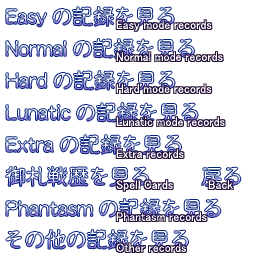 Easy の記録を見る
Easy mode records
Normal の記録を見る
Normal mode records
Hard の記録を見る
Hard mode records
Lunatic の記録を見る
Lunatic mode records
Extra の記録を見る
Extra records
御札戦歴を見る 戻る
Spell Cards Back
Phantasm の記録を見る
Phantasm records
その他の記録を見る
Other records